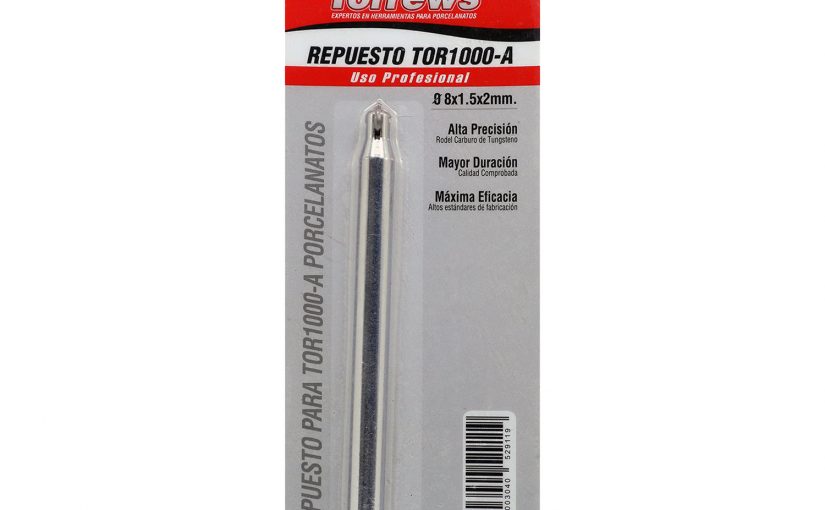 Torrews
EXPERTOS EN HERRAMIENTAS PARA PORCELANATOS
REPUESTO TOR1000-A
Uso Profesional
Ø 8x1.5x2mm.
Alta Precisión
Rodel Carburo de Tungsteno
Mayor Duración
Calidad Comprobada
Máxima Eficacia
Altos estándares de fabricación
PUESTO PARA TOR1000-A PORCELANATOS
003040 529119